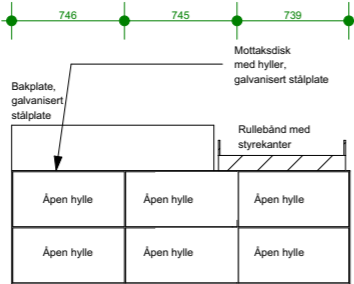 746 745 739
Mottaksdisk
med hyller,
galvanisert stålplate
Bakplate,
galvanisert
stålplate
Rullebånd med
styrekanter
Åpen hylle Åpen hylle Åpen hylle
Åpen hylle Åpen hylle Åpen hylle